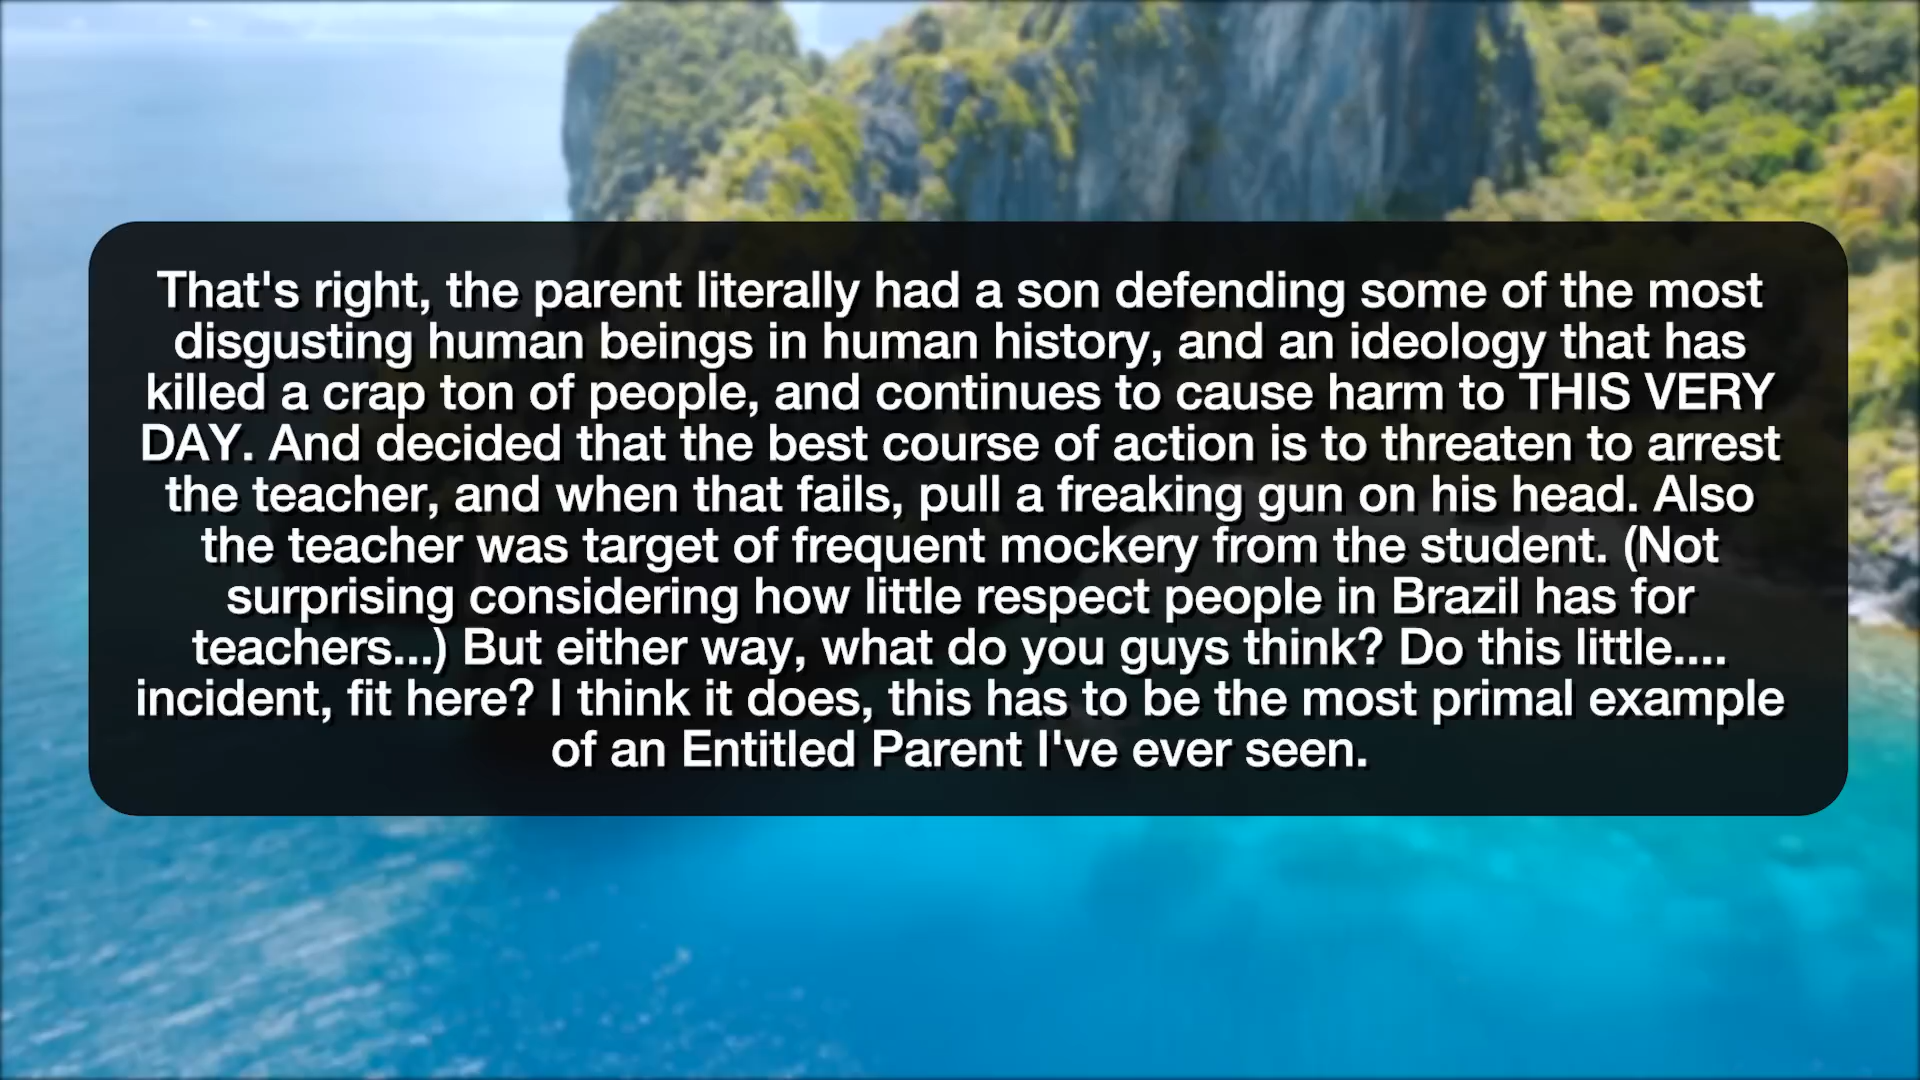 That's right, the parent literally had a son defending some of the most
disgusting human beings in human history, and an ideology that has
killed a crap ton of people, and continues to cause harm to THIS VERY
DAY. And decided that the best course of action is to threaten to arrest
the teacher, and when that fails, pull a freaking gun on his head. Also
the teacher was target of frequent mockery from the student. (Not
surprising considering how little respect people in Brazil has for
teachers...) But either way, what do you guys think? Do this little....
incident, fit here? I think it does, this has to be the most primal example
of an Entitled Parent I've ever seen.